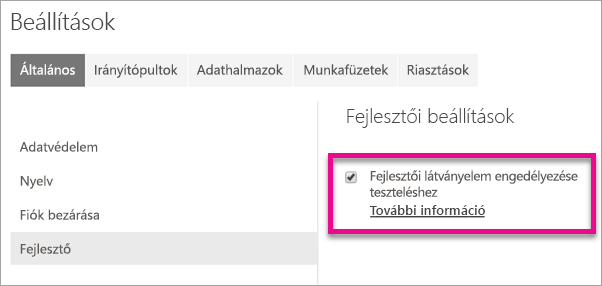 Beállítások
Általános Irányítópultok Adathalmazok Munkafüzetek Riasztások
Adatvédelem
Nyelv
Fiók bezárása
Fejlesztő
Fejlesztői beállítások
Fejlesztői látványelem engedélyezése
teszteléshez
További információ